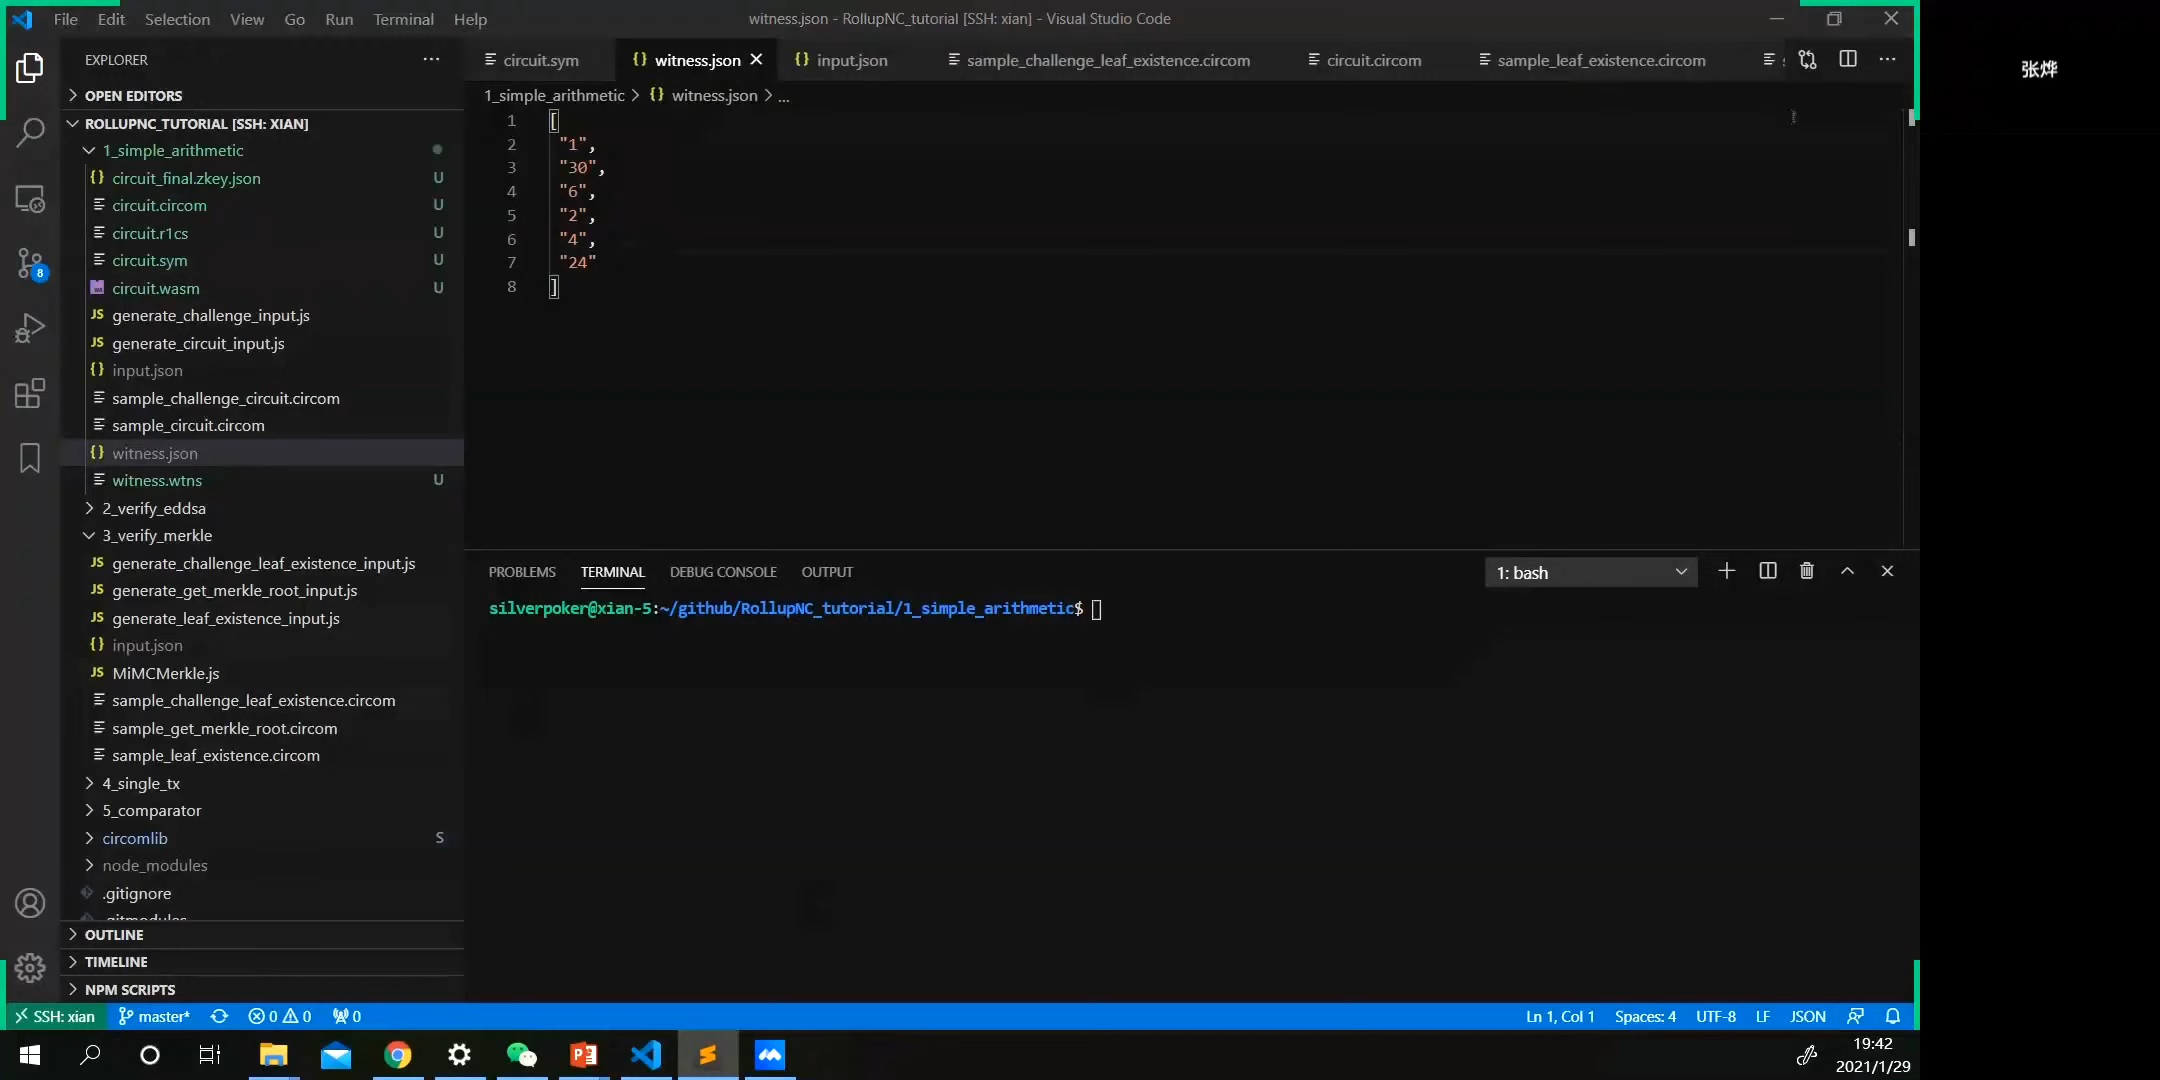 File Edit Selection View Go Run Terminal Help
witness.json - RollupNC_tutorial [SSH: xian] - Visual Studio Code
张烨
EXPLORER
OPEN EDITORS
ROLLUPNC_TUTORIAL [SSH: XIAN]
1_simple_arithmetic
circuit_final.zkey.json U
circuit.circom U
circuit.r1cs U
circuit.sym U
circuit.wasm U
generate_challenge_input.js
generate_circuit_input.js
input.json
sample_challenge_circuit.circom
sample_circuit.circom
witness.json
witness.wtns U
2_verify_eddsa
3_verify_merkle
generate_challenge_leaf_existence_input.js
generate_get_merkle_root_input.js
generate_leaf_existence_input.js
input.json
MiMCMerkle.js
sample_challenge_leaf_existence.circom
sample_get_merkle_root.circom
sample_leaf_existence.circom
4_single_tx
5_comparator
circomlib S
node_modules
.gitignore
.gitmodules
OUTLINE
TIMELINE
NPM SCRIPTS
8
circuit.sym witness.json input.json sample_challenge_leaf_existence.circom circuit.circom sample_leaf_existence.circom
1_simple_arithmetic > {} witness.json > ...
1 [
2 "1",
3 "30",
4 "6",
5 "2",
6 "4",
7 "24"
8 ]
PROBLEMS TERMINAL DEBUG CONSOLE OUTPUT
1: bash
silverpoker@xian-5:~/github/RollupNC_tutorial/1_simple_arithmetic$
SSH: xian master* 0 0 0
Ln 1, Col 1 Spaces: 4 UTF-8 LF JSON
19:42
2021/1/29